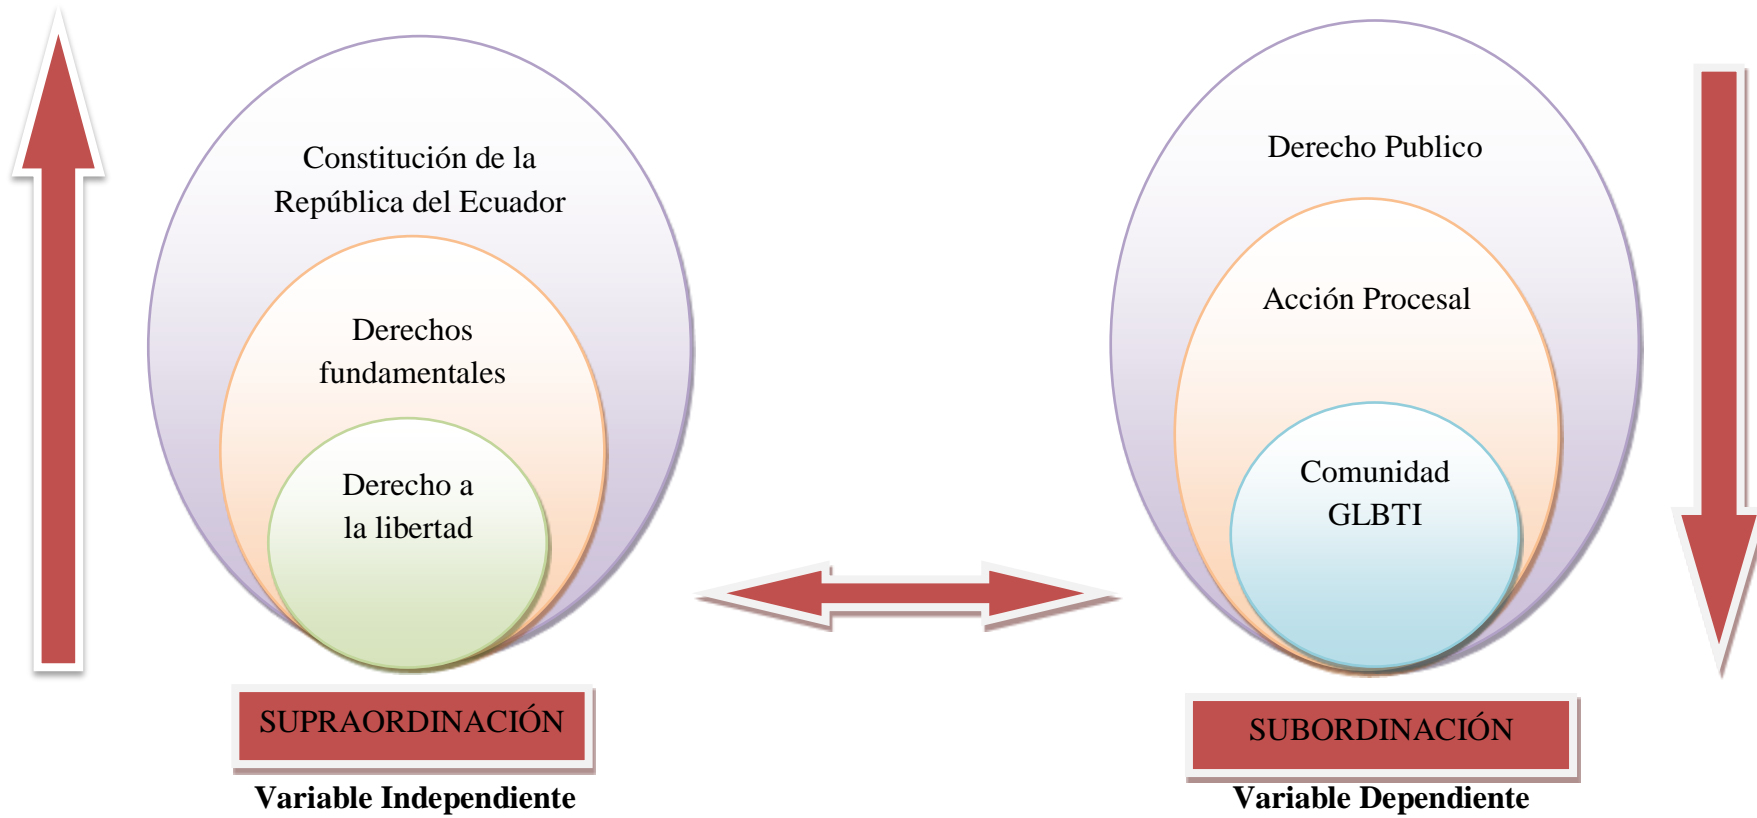 Constitución de la
República del Ecuador
Derechos
fundamentales
Derecho a
la libertad
SUPRAORDINACIÓN
Variable Independiente
Derecho Publico
Acción Procesal
Comunidad
GLBTI
SUBORDINACIÓN
Variable Dependiente